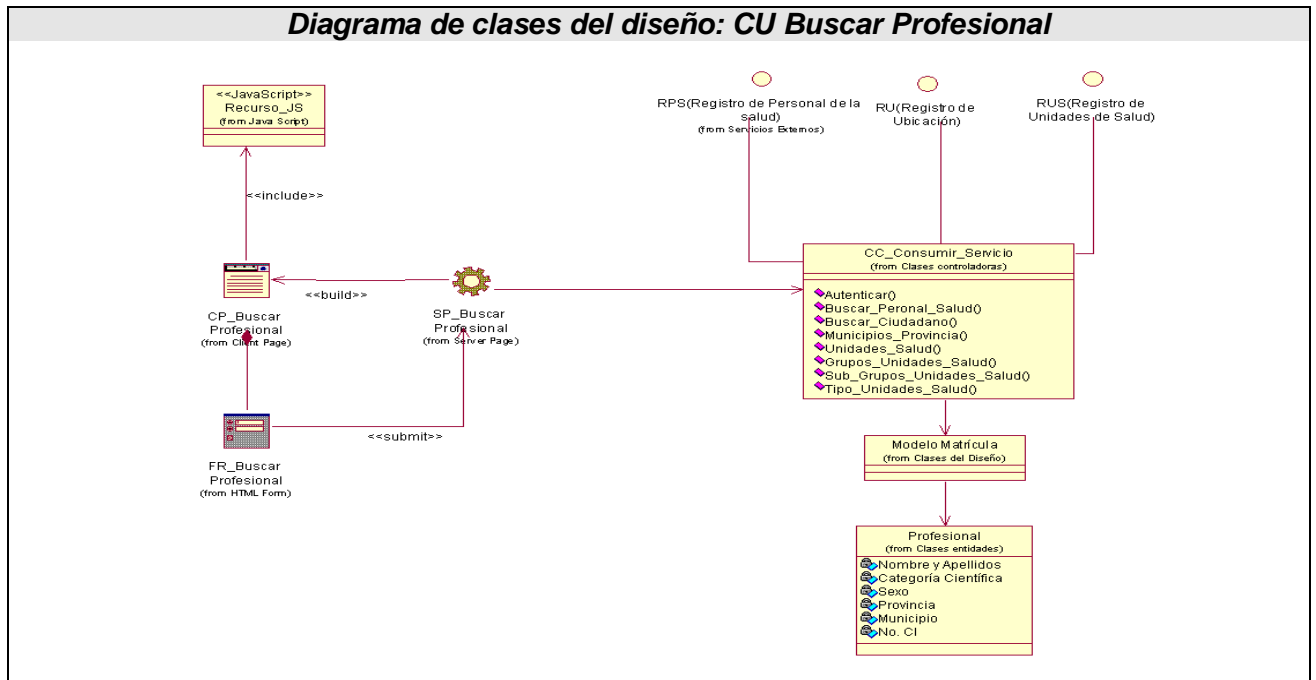 Diagrama de clases del diseño: CU Buscar Profesional
<<JavaScript>>
Recurso_JS
(from Java Script)
<<include>>
CP_Buscar
Profesional
(from Client Page)
<<build>>
SP_Buscar
Profesional
(from Server Page)
<<submit>>
FR_Buscar
Profesional
(from HTML Form)
RPS(Registro de Personal de la
salud)
(from Servicios Externos)
RU(Registro de
Ubicación)
RUS(Registro de
Unidades de Salud)
CC_Consumir_Servicio
(from Clases controladoras)
Autenticar()
Buscar_Peronal_Salud()
Buscar_Ciudadano()
Municipios_Provincia()
Unidades_Salud()
Grupos_Unidades_Salud()
Sub_Grupos_Unidades_Salud()
Tipo_Unidades_Salud()
Modelo Matrícula
(from Clases del Diseño)
Profesional
(from Clases entidades)
Nombre y Apellidos
Categoría Científica
Sexo
Provincia
Municipio
No. CI